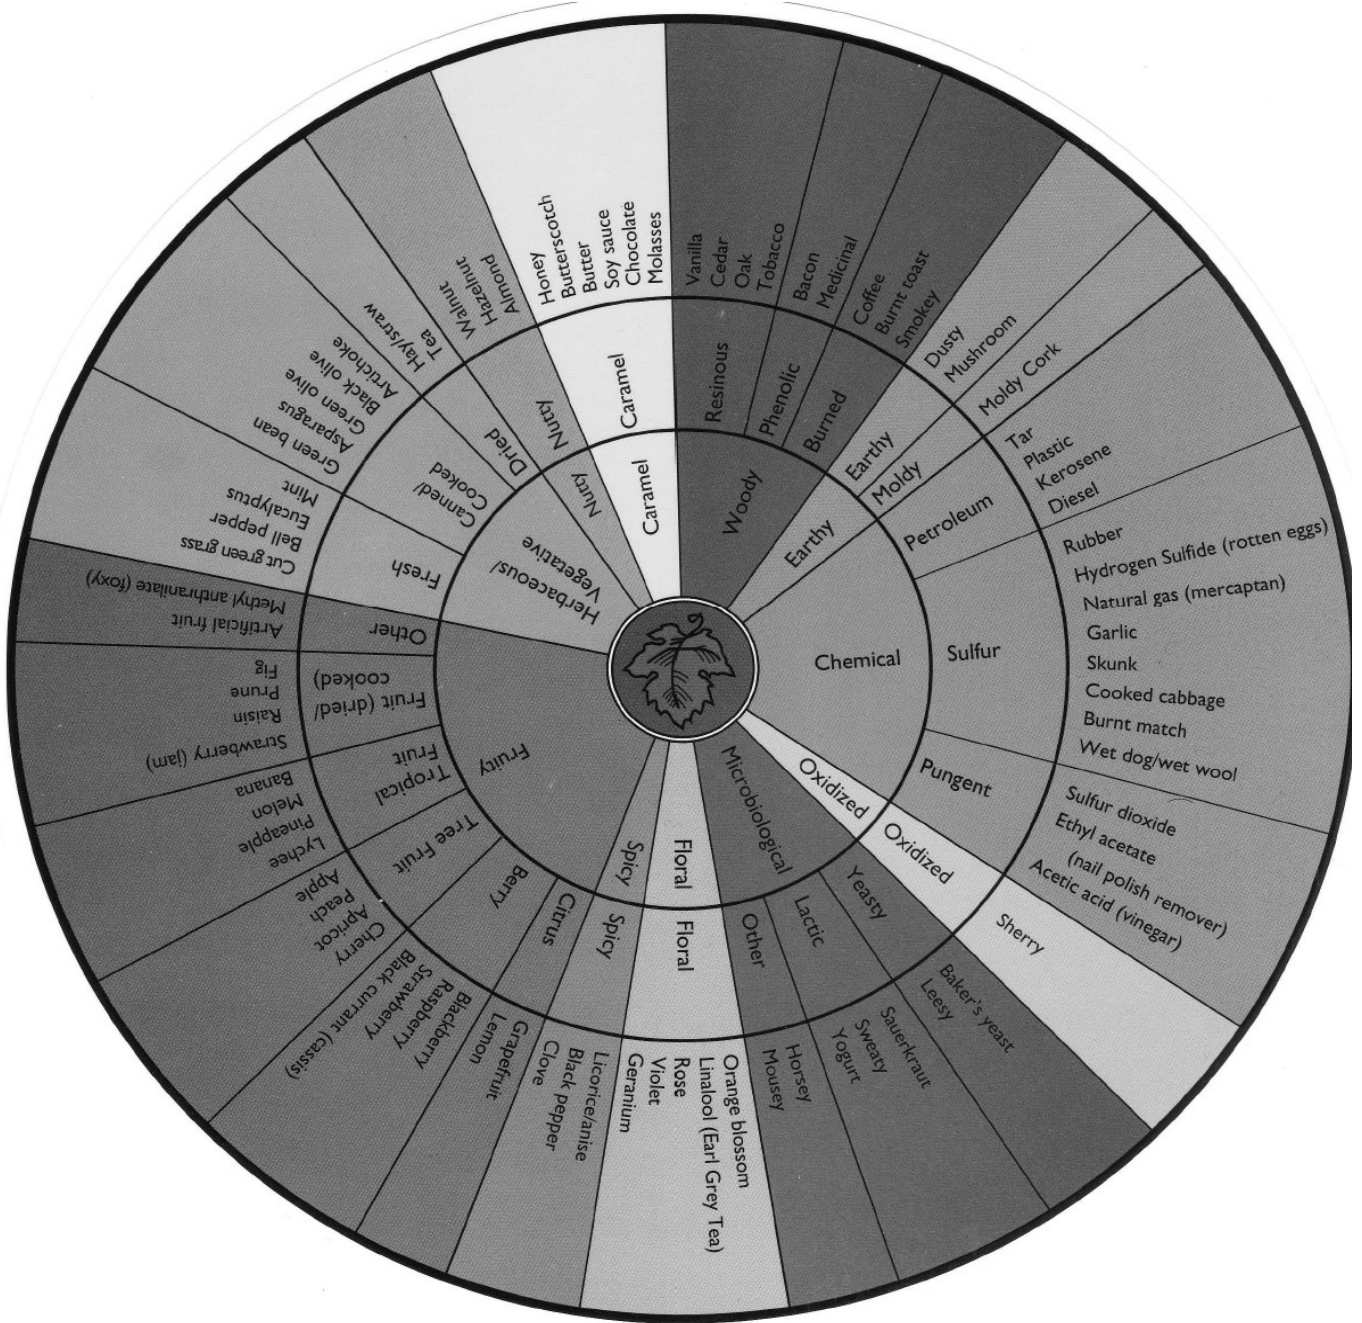 Caramel
Caramel
Honey
Butterscotch
Butter
Soy sauce
Chocolate
Molasses
Woody
Resinous
Vanilla
Cedar
Oak
Tobacco
Phenolic
Bacon
Medicinal
Burned
Coffee
Burnt toast
Smokey
Earthy
Earthy
Dusty
Mushroom
Moldy
Moldy Cork
Chemical
Petroleum
Tar
Plastic
Kerosene
Diesel
Sulfur
Rubber
Hydrogen Sulfide (rotten eggs)
Natural gas (mercaptan)
Garlic
Skunk
Cooked cabbage
Burnt match
Wet dog/wet wool
Pungent
Sulfur dioxide
Ethyl acetate
(nail polish remover)
Acetic acid (vinegar)
Oxidized
Oxidized
Sherry
Microbiological
Yeasty
Baker's yeast
Leesy
Lactic
Sauerkraut
Sweaty
Yogurt
Other
Horsey
Mousey
Floral
Floral
Orange blossom
Linalool (Earl Grey Tea)
Rose
Violet
Geranium
Spicy
Spicy
Licorice/anise
Black pepper
Clove
Fruity
Citrus
Grapefruit
Lemon
Berry
Blackberry
Raspberry
Strawberry
Black currant (cassis)
Tree Fruit
Cherry
Apricot
Peach
Apple
Tropical
Fruit
Lychee
Pineapple
Melon
Banana
Fruit (dried/
cooked)
Strawberry (jam)
Raisin
Prune
Fig
Other
Artificial fruit
Methyl anthranilate (foxy)
Herbaceous/
Vegetative
Fresh
Cut green grass
Bell pepper
Eucalyptus
Mint
Canned/
Cooked
Green bean
Asparagus
Green olive
Black olive
Artichoke
Dried
Hay/straw
Tea
Nutty
Nutty
Walnut
Hazelnut
Almond